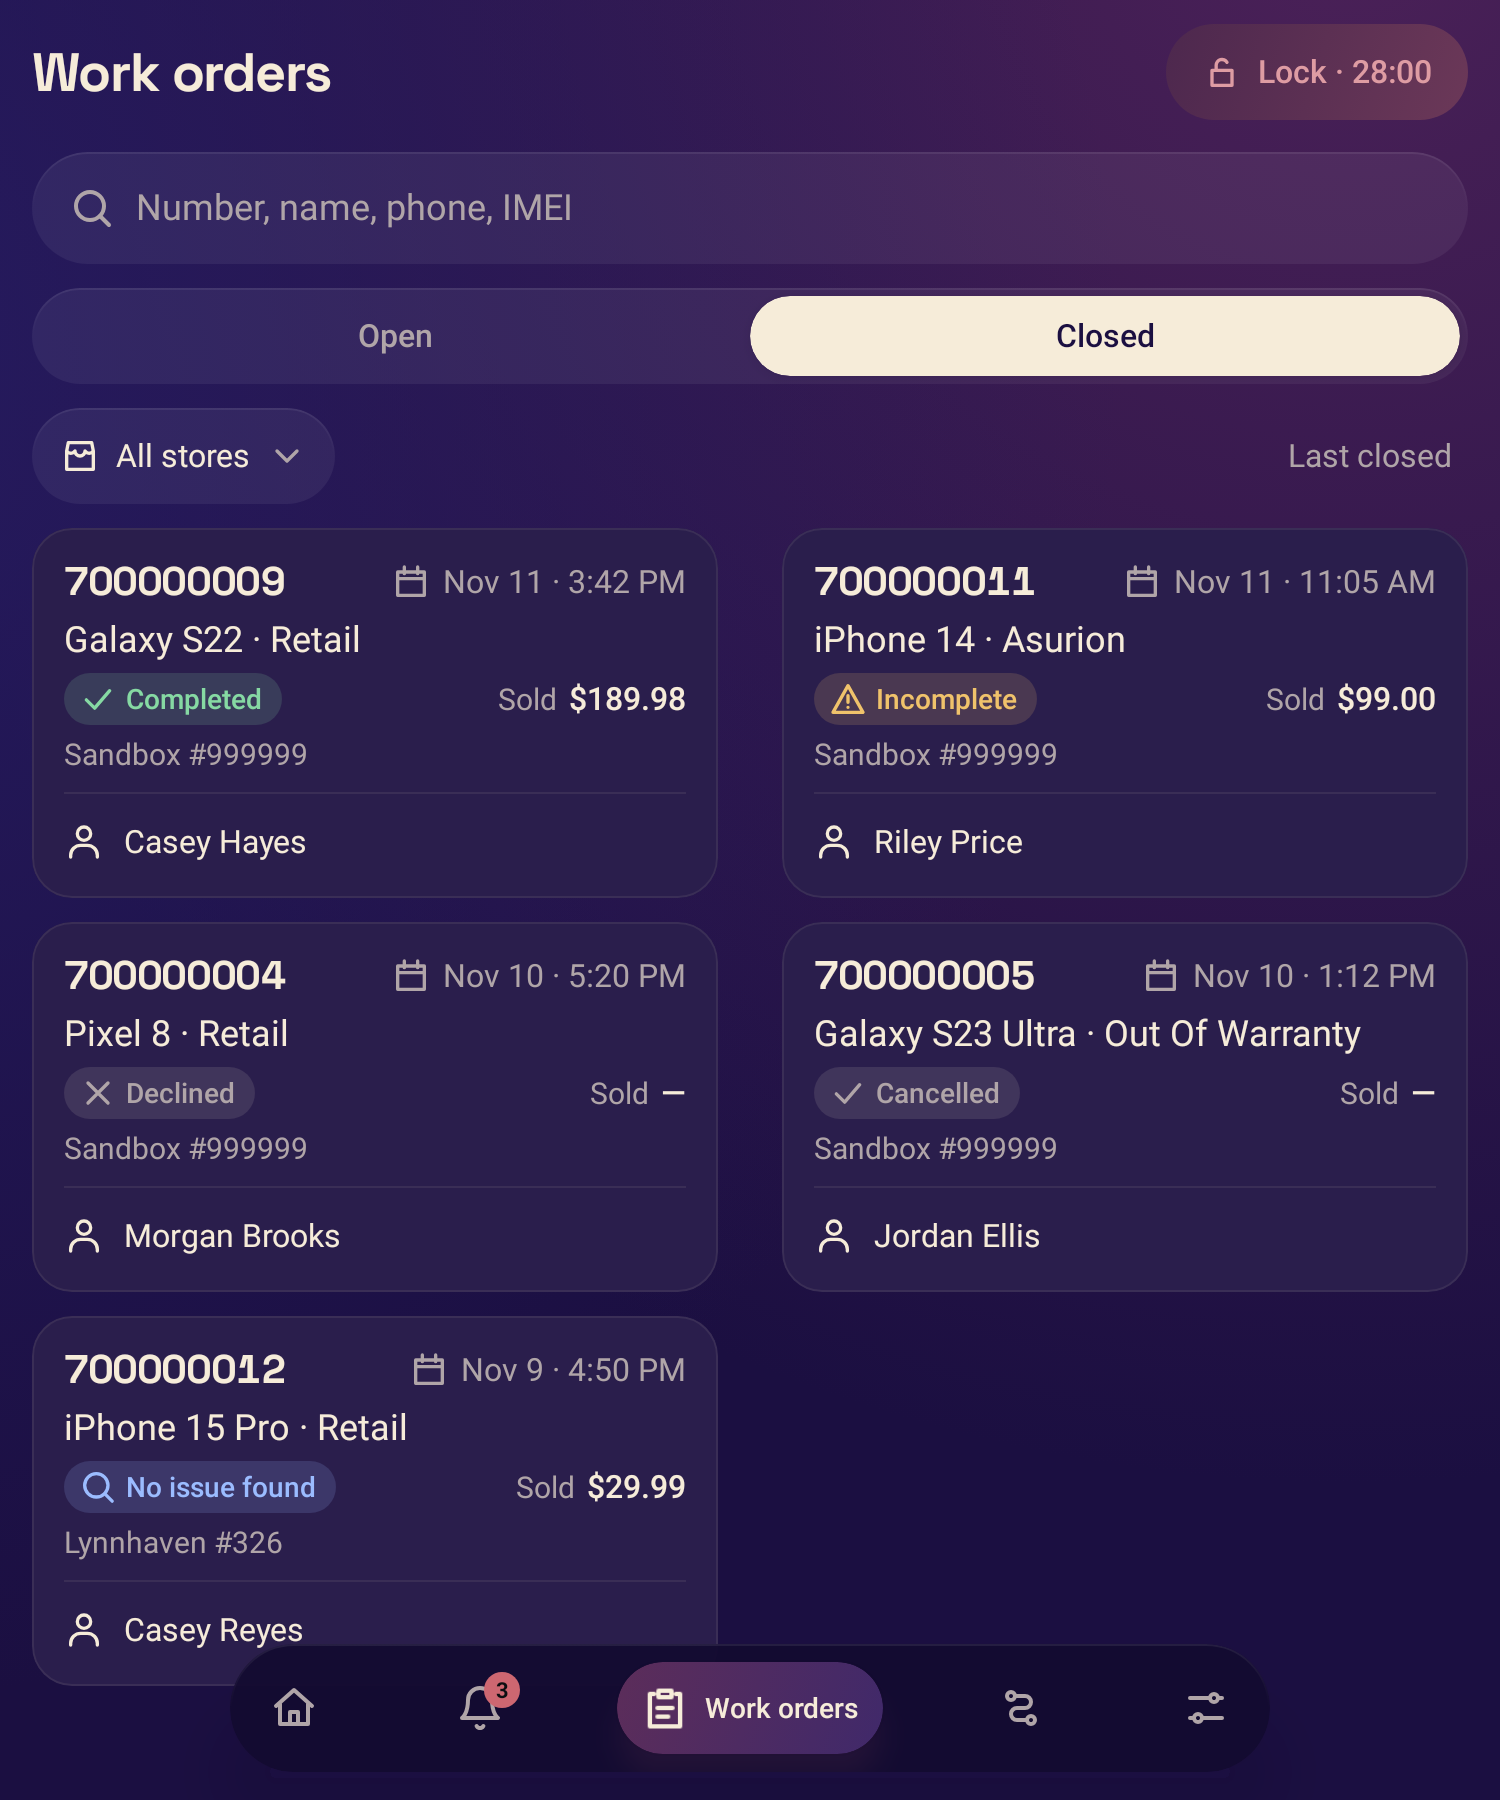 Work orders
Lock · 28:00
Number, name, phone, IMEI
Open
Closed
All stores
Last closed
700000009
Nov 11 · 3:42 PM
Galaxy S22 · Retail
Completed
Sold $189.98
Sandbox #999999
Casey Hayes
700000011
Nov 11 · 11:05 AM
iPhone 14 · Asurion
Incomplete
Sold $99.00
Sandbox #999999
Riley Price
700000004
Nov 10 · 5:20 PM
Pixel 8 · Retail
Declined
Sold —
Sandbox #999999
Morgan Brooks
700000005
Nov 10 · 1:12 PM
Galaxy S23 Ultra · Out Of Warranty
Cancelled
Sold —
Sandbox #999999
Jordan Ellis
700000012
Nov 9 · 4:50 PM
iPhone 15 Pro · Retail
No issue found
Sold $29.99
Lynnhaven #326
Casey Reyes
3
Work orders